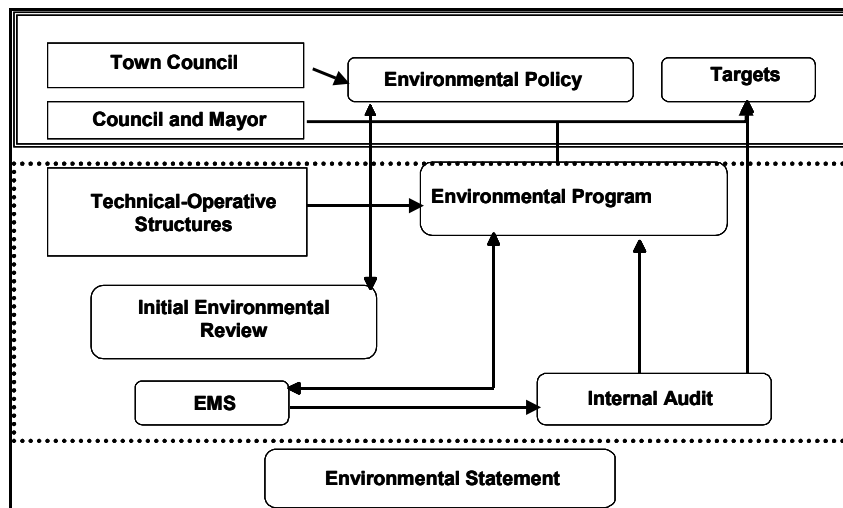 Town Council
Environmental Policy
Targets
Council and Mayor
Technical-Operative
Structures
Environmental Program
Initial Environmental
Review
EMS
Internal Audit
Environmental Statement